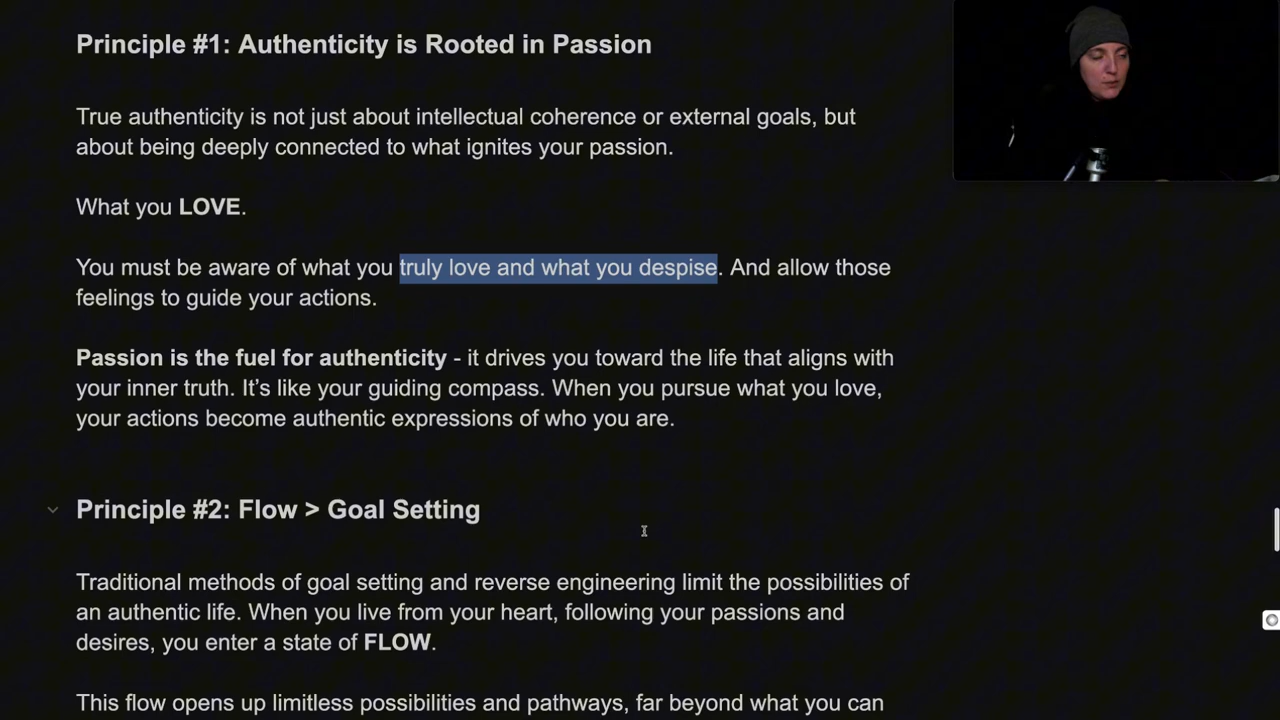 Principle #1: Authenticity is Rooted in Passion
True authenticity is not just about intellectual coherence or external goals, but
about being deeply connected to what ignites your passion.
What you LOVE.
You must be aware of what you truly love and what you despise. And allow those
feelings to guide your actions.
Passion is the fuel for authenticity - it drives you toward the life that aligns with
your inner truth. It’s like your guiding compass. When you pursue what you love,
your actions become authentic expressions of who you are.
Principle #2: Flow > Goal Setting
Traditional methods of goal setting and reverse engineering limit the possibilities of
an authentic life. When you live from your heart, following your passions and
desires, you enter a state of FLOW.
This flow opens up limitless possibilities and pathways, far beyond what you can